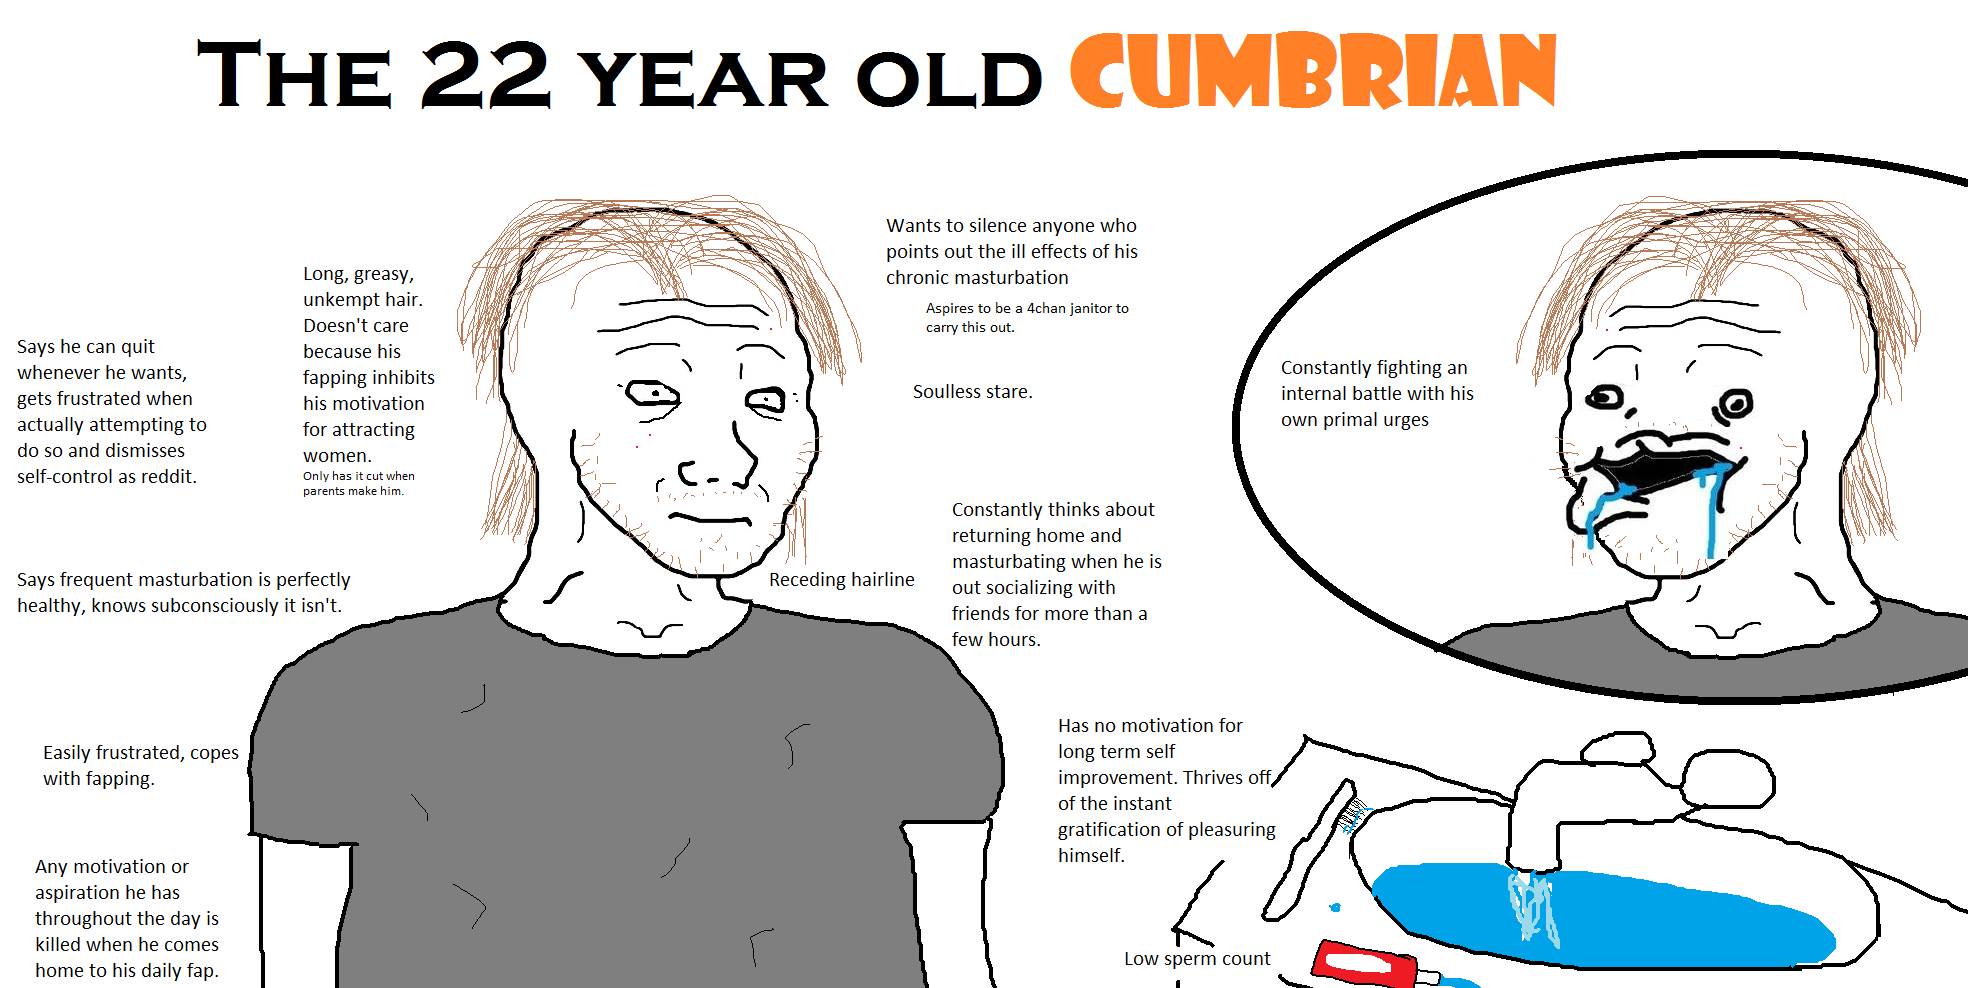 THE 22 YEAR OLD CUMBRIAN
Says he can quit
whenever he wants,
gets frustrated when
actually attempting to
do so and dismisses
self-control as reddit.
Long, greasy,
unkempt hair.
Doesn't care
because his
fapping inhibits
his motivation
for attracting
women.
Only has it cut when
parents make him.
Wants to silence anyone who
points out the ill effects of his
chronic masturbation
Aspires to be a 4chan janitor to
carry this out.
Soulless stare.
Constantly fighting an
internal battle with his
own primal urges
Constantly thinks about
returning home and
masturbating when he is
out socializing with
friends for more than a
few hours.
Says frequent masturbation is perfectly
healthy, knows subconsciously it isn't.
Receding hairline
Easily frustrated, copes
with fapping.
Has no motivation for
long term self
improvement. Thrives off
of the instant
gratification of pleasuring
himself.
Any motivation or
aspiration he has
throughout the day is
killed when he comes
home to his daily fap.
Low sperm count